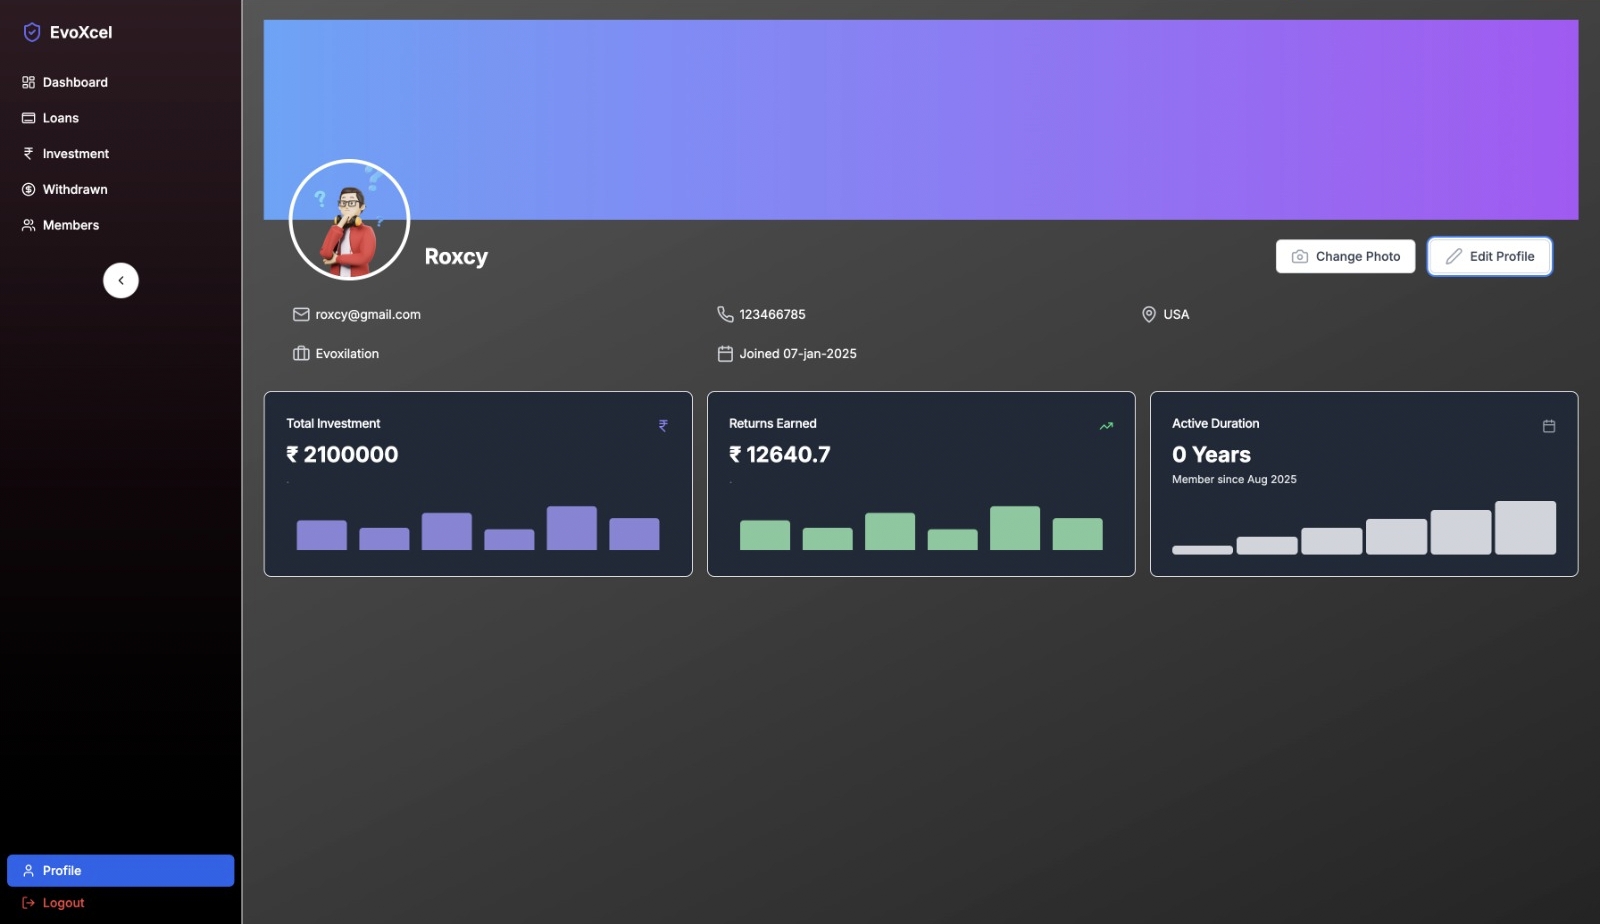 EvoXcel
Dashboard
Loans
Investment
Withdrawn
Members
Profile
Logout
Roxcy
Change Photo
Edit Profile
roxcy@gmail.com
123466785
USA
Evoxilation
Joined 07-jan-2025
Total Investment
₹ 2100000
Returns Earned
₹ 12640.7
Active Duration
0 Years
Member since Aug 2025